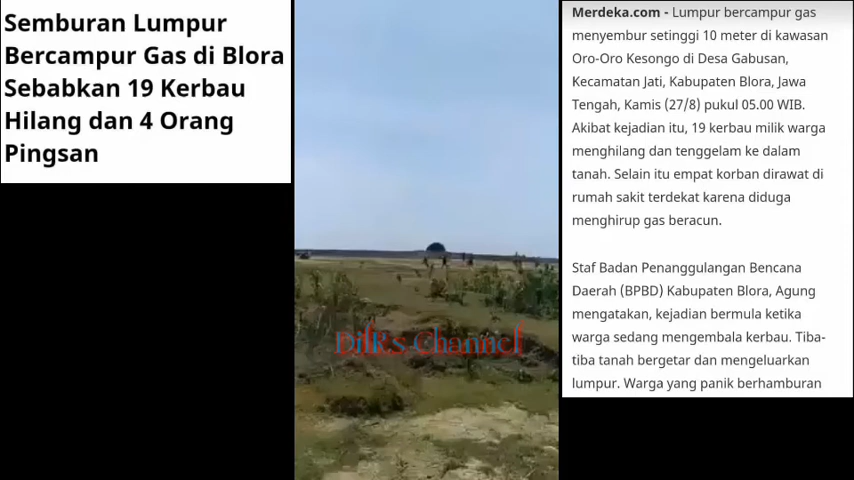 Semburan Lumpur
Bercampur Gas di Blora
Sebabkan 19 Kerbau
Hilang dan 4 Orang
Pingsan
DifRs Channel
Merdeka.com - Lumpur bercampur gas
menyembur setinggi 10 meter di kawasan
Oro-Oro Kesongo di Desa Gabusan,
Kecamatan Jati, Kabupaten Blora, Jawa
Tengah, Kamis (27/8) pukul 05.00 WIB.
Akibat kejadian itu, 19 kerbau milik warga
menghilang dan tenggelam ke dalam
tanah. Selain itu empat korban dirawat di
rumah sakit terdekat karena diduga
menghirup gas beracun.
Staf Badan Penanggulangan Bencana
Daerah (BPBD) Kabupaten Blora, Agung
mengatakan, kejadian bermula ketika
warga sedang mengembala kerbau. Tiba-
tiba tanah bergetar dan mengeluarkan
lumpur. Warga yang panik berhamburan